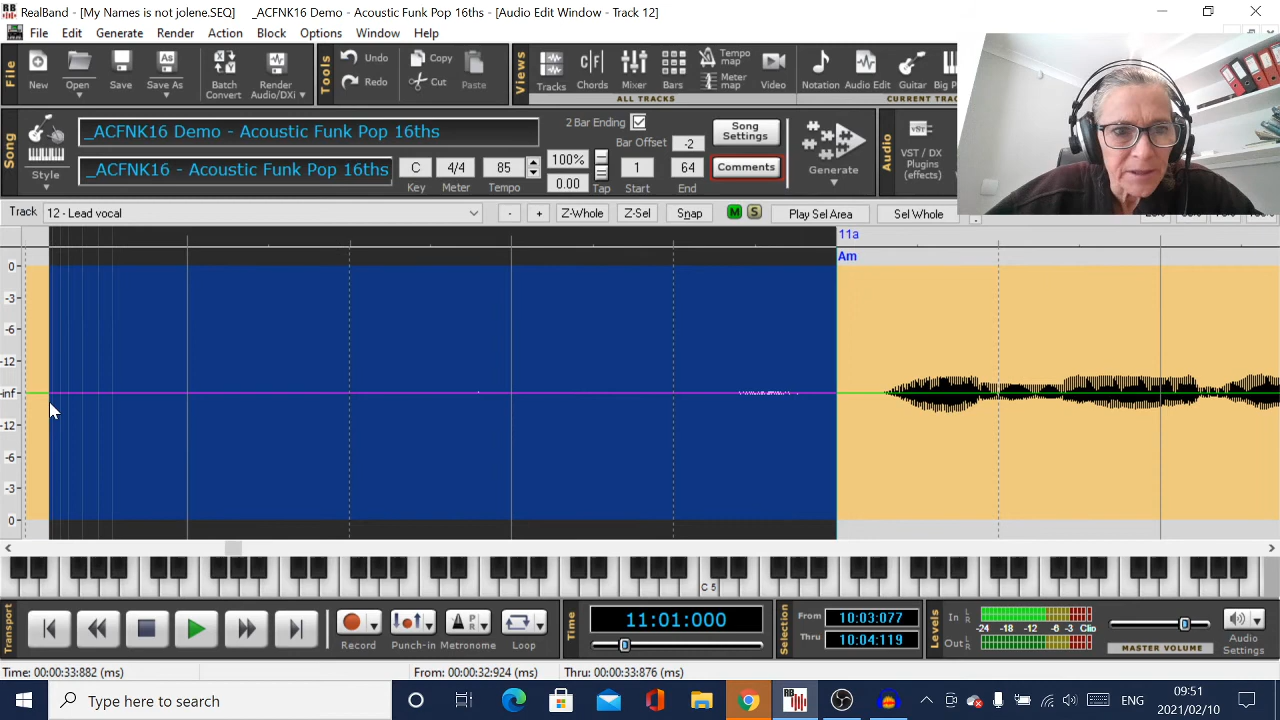 RealBand - [My Names is not jolene.SEQ] _ACFNK16 Demo - Acoustic Funk Pop 16ths - [Audio Edit Window - Track 12]
File Edit Generate Render Action Block Options Window Help
File
New
Open
Save
Save As
Batch Convert
Render Audio/DXi
Tools
Undo
Redo
Copy
Cut
Paste
Views
Tracks
Chords
Mixer
Bars
Tempo map
Meter map
Video
ALL TRACKS
Notation
Audio Edit
Guitar
CURRENT
Song
Style
_ACFNK16 Demo - Acoustic Funk Pop 16ths
_ACFNK16 - Acoustic Funk Pop 16ths
C
Key
4/4
Meter
85
Tempo
2 Bar Ending
100%
0.00
Tap
Bar Offset
-2
1
Start
64
End
Song Settings
Comments
Generate
Audio
VST / DX Plugins (effects)
Track
12 - Lead vocal
-
+
Z-Whole
Z-Sel
Snap
M
S
Play Sel Area
Sel Whole
11a
Am
0
-3
-6
-12
-inf
-12
-6
-3
0
C 5
Transport
Record
Punch-in
Metronome
Loop
Time
11:01:000
Selection
From
10:03:077
Thru
10:04:119
Levels
In
L
R
-24 -18 -12 -6 -3 Clip
Out
L
R
MASTER VOLUME
Audio Settings
Time: 00:00:33:882 (ms)
From: 00:00:32:924 (ms)
Thru: 00:00:33:876 (ms)
Type here to search
ENG
09:51
2021/02/10